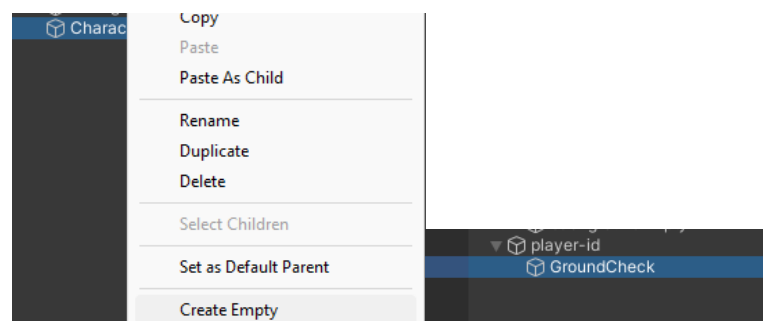 Charac
Copy
Paste
Paste As Child
Rename
Duplicate
Delete
Select Children
Set as Default Parent
Create Empty
player-id
GroundCheck